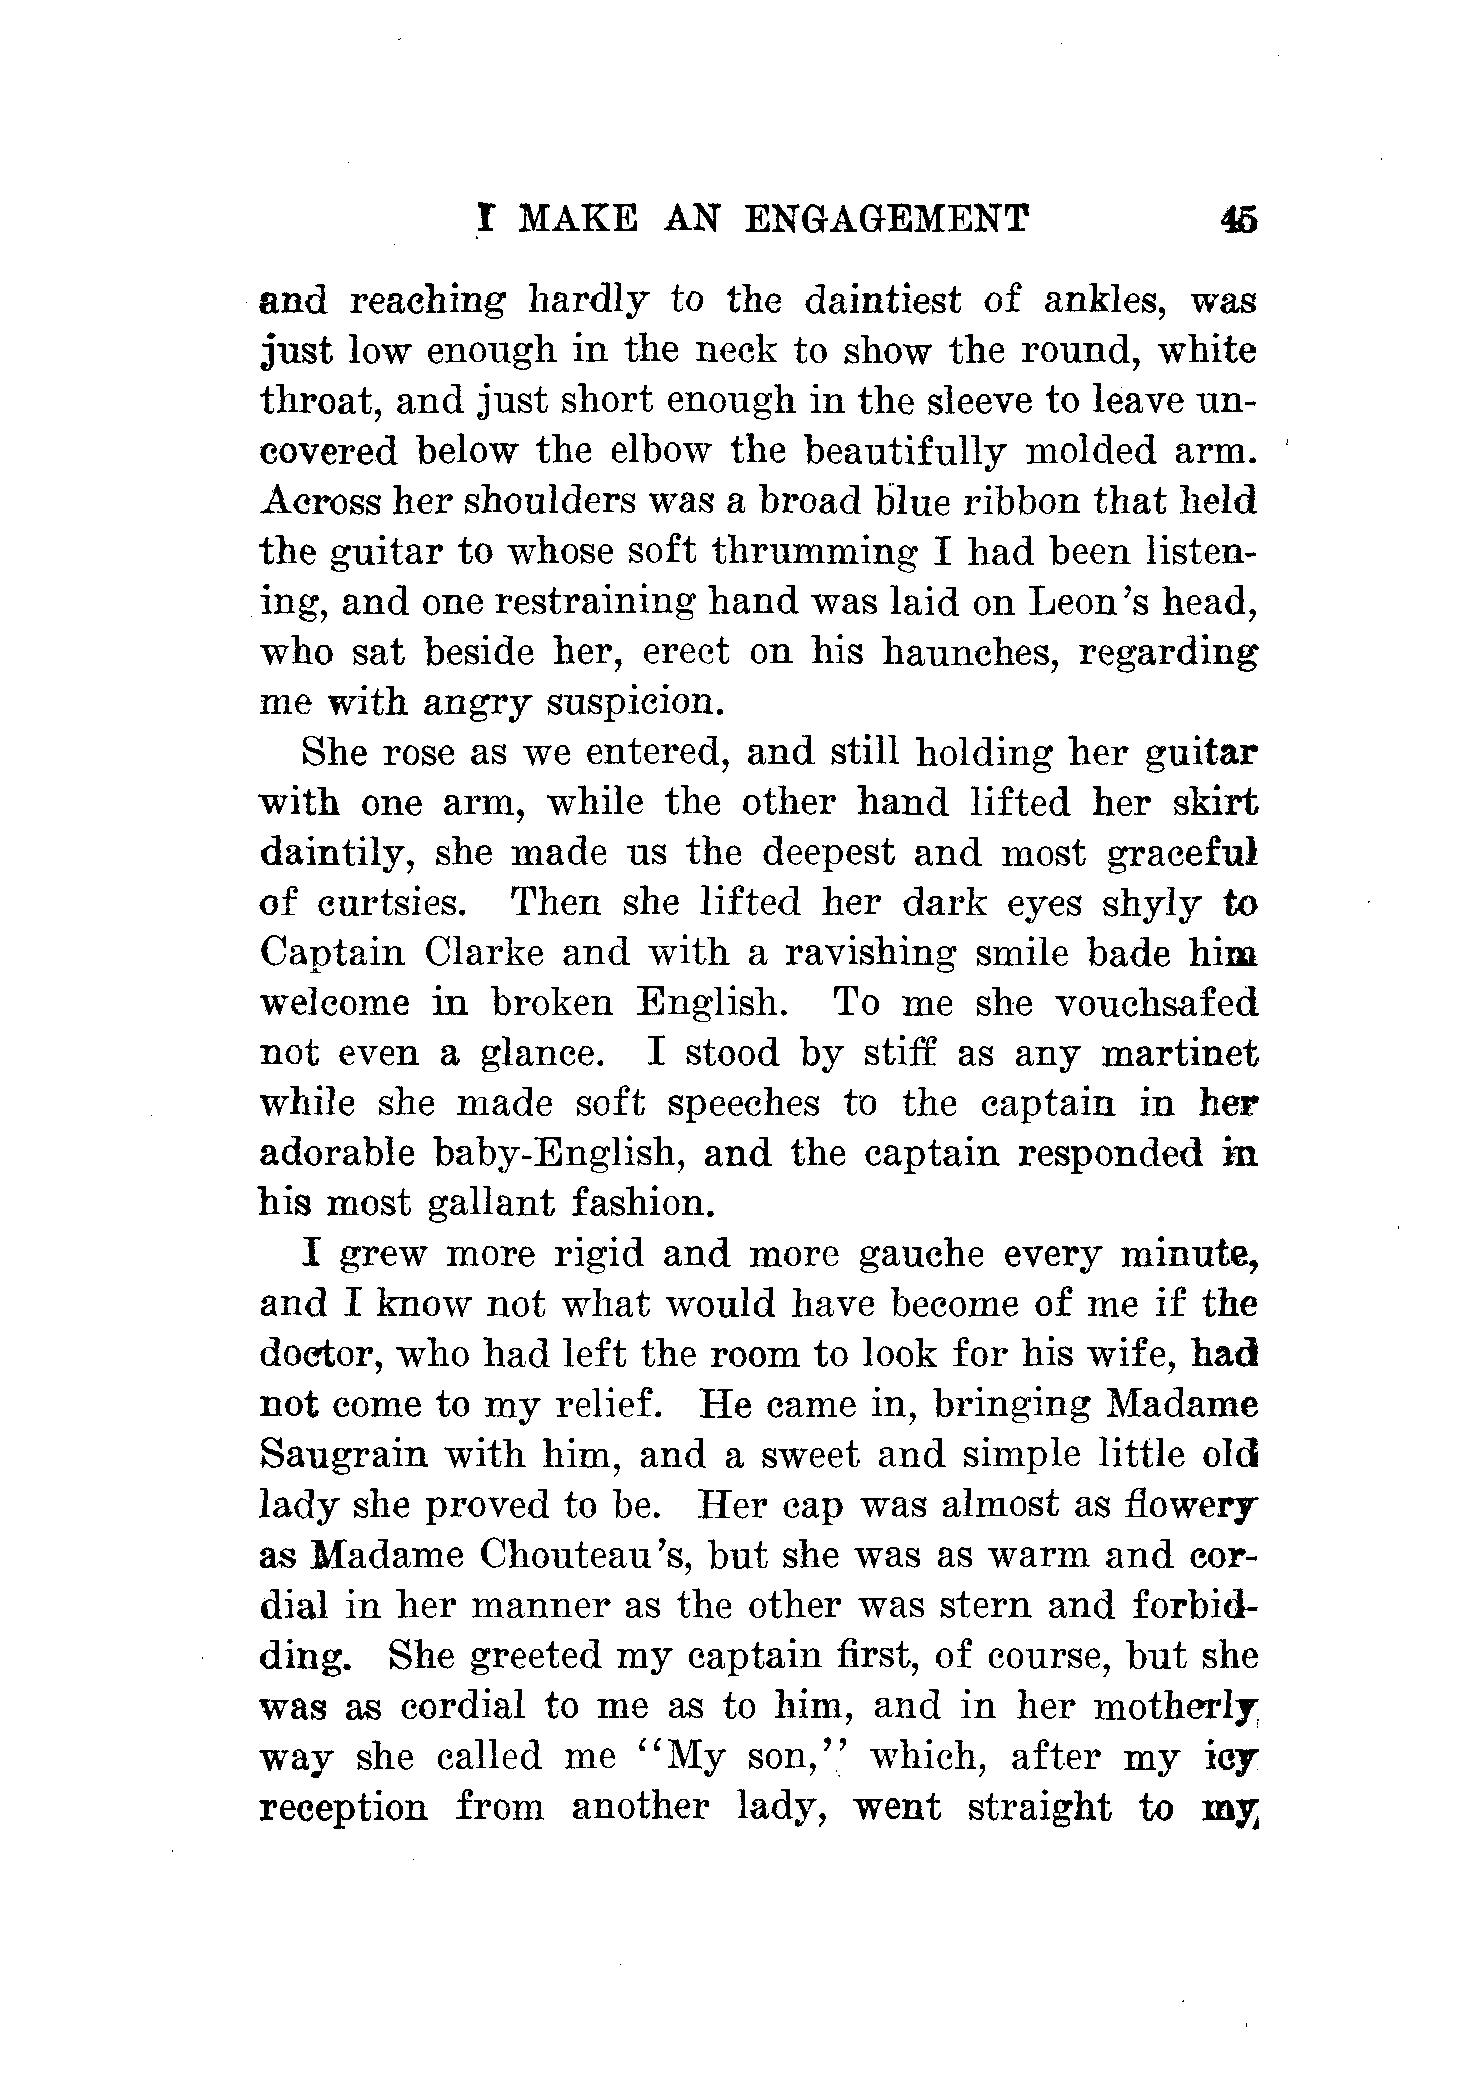 I MAKE AN ENGAGEMENT 45
and reaching hardly to the daintiest of ankles, was
just low enough in the neck to show the round, white
throat, and just short enough in the sleeve to leave un-
covered below the elbow the beautifully molded arm.
Across her shoulders was a broad blue ribbon that held
the guitar to whose soft thrumming I had been listen-
ing, and one restraining hand was laid on Leon's head,
who sat beside her, erect on his haunches, regarding
me with angry suspicion.
She rose as we entered, and still holding her guitar
with one arm, while the other hand lifted her skirt
daintily, she made us the deepest and most graceful
of curtsies. Then she lifted her dark eyes shyly to
Captain Clarke and with a ravishing smile bade him
welcome in broken English. To me she vouchsafed
not even a glance. I stood by stiff as any martinet
while she made soft speeches to the captain in her
adorable baby-English, and the captain responded in
his most gallant fashion.
I grew more rigid and more gauche every minute,
and I know not what would have become of me if the
doctor, who had left the room to look for his wife, had
not come to my relief. He came in, bringing Madame
Saugrain with him, and a sweet and simple little old
lady she proved to be. Her cap was almost as flowery
as Madame Chouteau's, but she was as warm and cor-
dial in her manner as the other was stern and forbid-
ding. She greeted my captain first, of course, but she
was as cordial to me as to him, and in her motherly
way she called me "My son," which, after my icy
reception from another lady, went straight to my